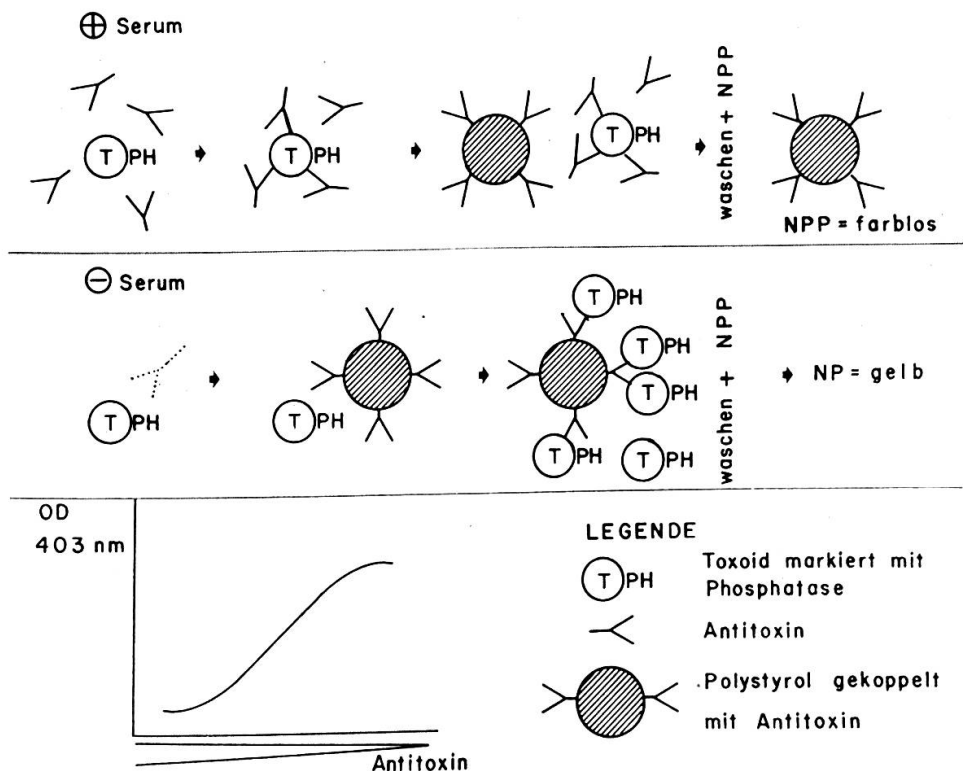 ⊕ Serum
T PH
T PH
T PH
waschen + NPP
NPP = farblos
⊖ Serum
T PH
T PH
T PH
T PH
T PH
T PH
T PH
waschen + NPP
NP = gelb
OD
403 nm
Antitoxin
LEGENDE
T PH
Toxoid markiert mit
Phosphatase
Antitoxin
Polystyrol gekoppelt
mit Antitoxin